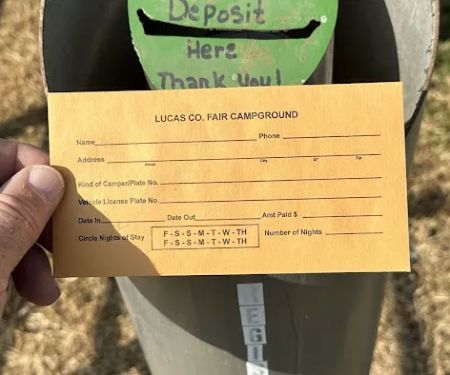 Deposit
Here
Thank You!
LUCAS CO. FAIR CAMPGROUND
Name Phone
Address
Street City ST Zip
Kind of Camper/Plate No.
Vehicle License Plate No.
Date In Date Out Amt Paid $
Circle Nights of Stay F - S - S - M - T - W - TH Number of Nights
F - S - S - M - T - W - TH
R
E
G
I